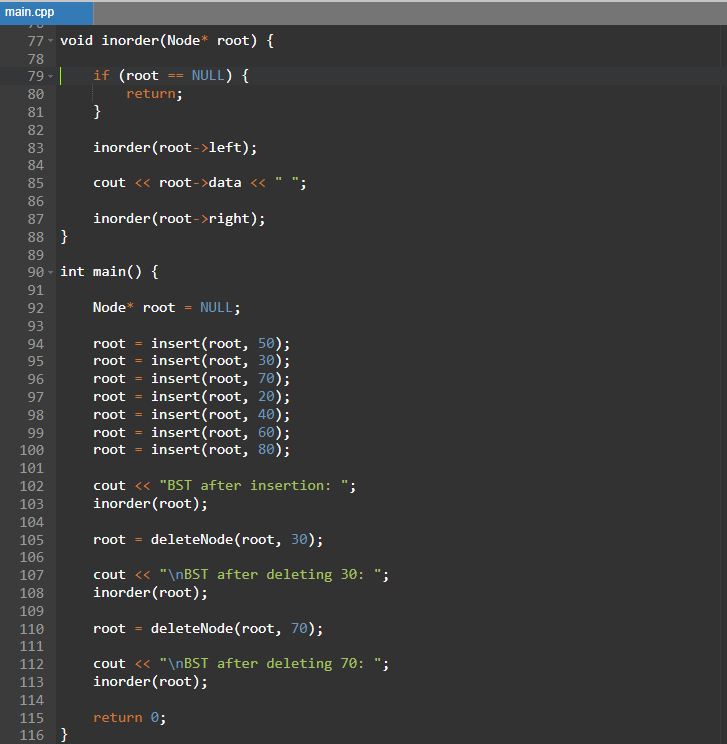 main.cpp
77 void inorder(Node* root) {
78
79 if (root == NULL) {
80 return;
81 }
82
83 inorder(root->left);
84
85 cout << root->data << " ";
86
87 inorder(root->right);
88 }
89
90 int main() {
91
92 Node* root = NULL;
93
94 root = insert(root, 50);
95 root = insert(root, 30);
96 root = insert(root, 70);
97 root = insert(root, 20);
98 root = insert(root, 40);
99 root = insert(root, 60);
100 root = insert(root, 80);
101
102 cout << "BST after insertion: ";
103 inorder(root);
104
105 root = deleteNode(root, 30);
106
107 cout << "\nBST after deleting 30: ";
108 inorder(root);
109
110 root = deleteNode(root, 70);
111
112 cout << "\nBST after deleting 70: ";
113 inorder(root);
114
115 return 0;
116 }